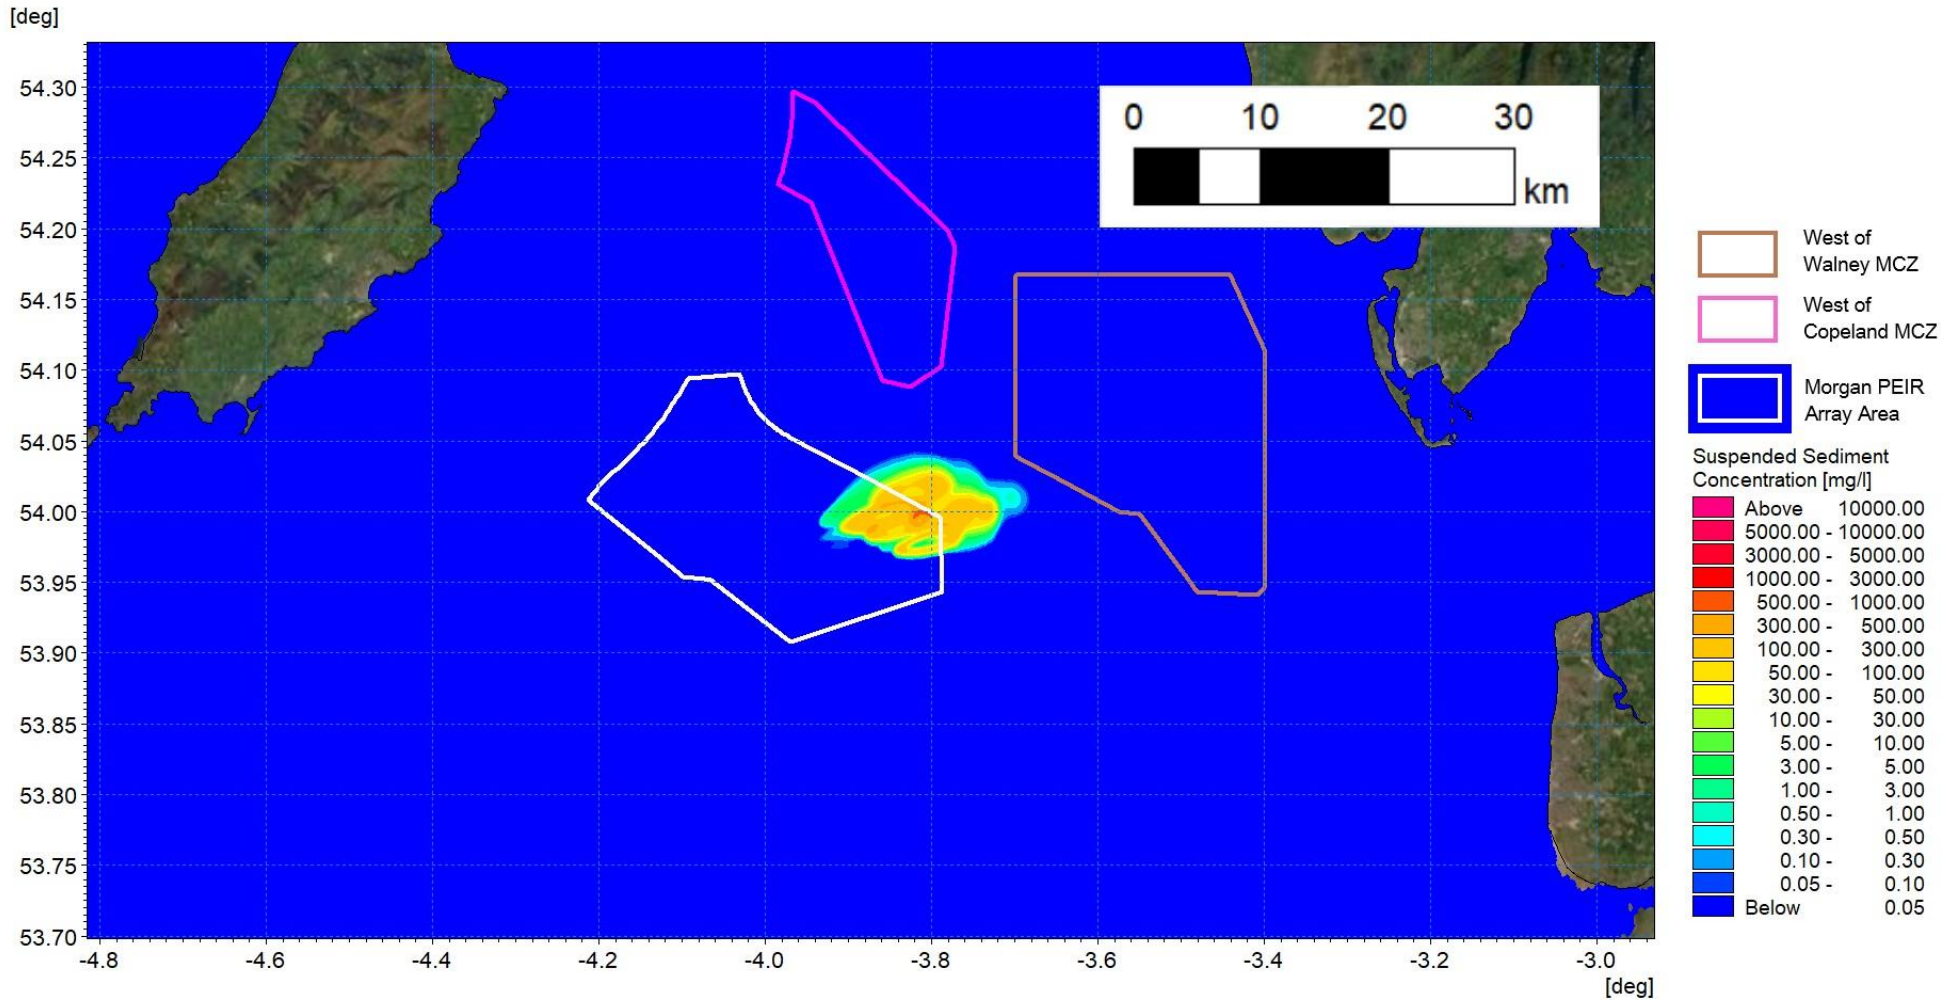 [deg]
54.30
54.25
54.20
54.15
54.10
54.05
54.00
53.95
53.90
53.85
53.80
53.75
53.70
-4.8 -4.6 -4.4 -4.2 -4.0 -3.8 -3.6 -3.4 -3.2 -3.0
[deg]
0 10 20 30
km
West of
Walney MCZ
West of
Copeland MCZ
Morgan PEIR
Array Area
Suspended Sediment
Concentration [mg/l]
Above 10000.00
5000.00 - 10000.00
3000.00 - 5000.00
1000.00 - 3000.00
500.00 - 1000.00
300.00 - 500.00
100.00 - 300.00
50.00 - 100.00
30.00 - 50.00
10.00 - 30.00
5.00 - 10.00
3.00 - 5.00
1.00 - 3.00
0.50 - 1.00
0.30 - 0.50
0.10 - 0.30
0.05 - 0.10
Below 0.05